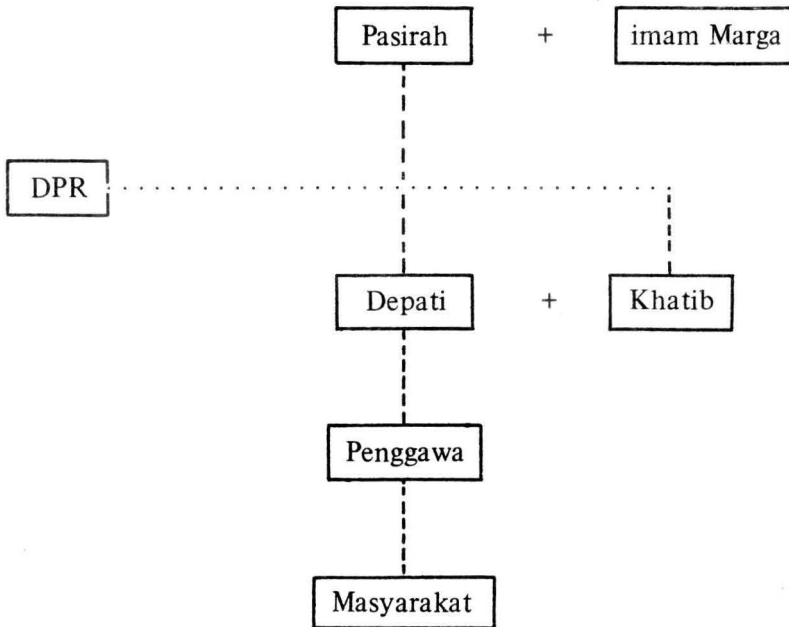 Pasirah + imam Marga
DPR
Depati + Khatib
Penggawa
Masyarakat